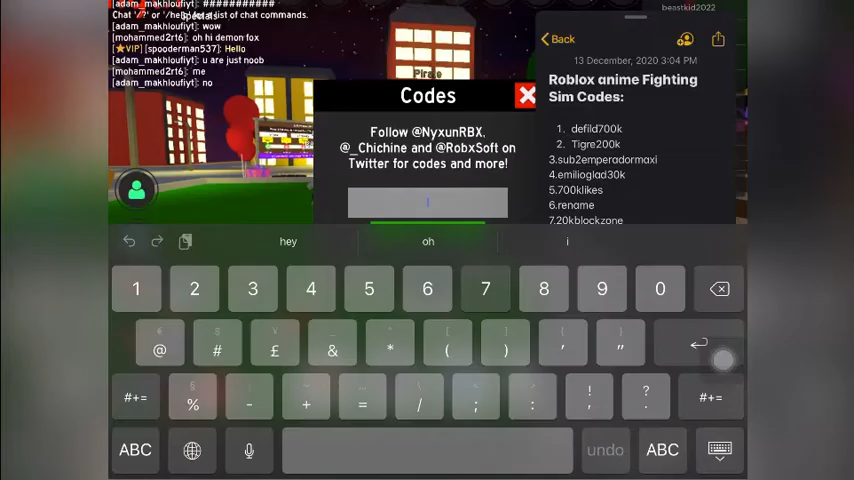 beastkid2022
[adam_makhloufiyt]: ###########
Chat '/?' or '/help' for a list of chat commands.
[adam_makhloufiyt]: wow
[mohammed2rt6]: oh hi demon fox
[★VIP] [spooderman537]: Hello
[adam_makhloufiyt]: u are just noob
[mohammed2rt6]: me
[adam_makhloufiyt]: no
Pirate
Codes
Follow @NyxunRBX,
@_Chichine and @RobxSoft on
Twitter for codes and more!
Back
13 December, 2020 3:04 PM
Roblox anime Fighting
Sim Codes:
1. defild700k
2. Tigre200k
3.sub2emperadormaxi
4.emilioglad30k
5.700klikes
6.rename
7.20kblockzone
hey oh i
1 2 3 4 5 6 7 8 9 0
@ # £ & * ( ) ' "
#+= % - + = / ; : , ! . ? #+=
ABC undo ABC